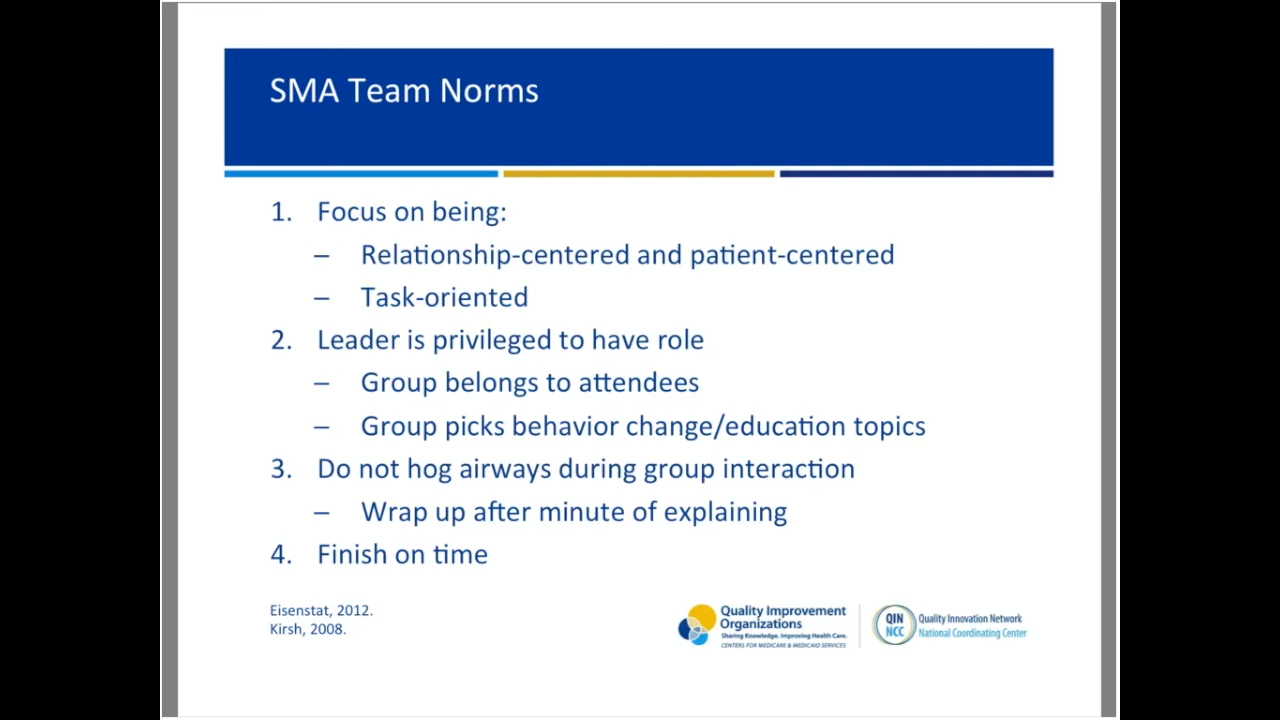 SMA Team Norms
1. Focus on being:
– Relationship-centered and patient-centered
– Task-oriented
2. Leader is privileged to have role
– Group belongs to attendees
– Group picks behavior change/education topics
3. Do not hog airways during group interaction
– Wrap up after minute of explaining
4. Finish on time
Eisenstat, 2012.
Kirsh, 2008.
Quality Improvement
Organizations
Sharing Knowledge. Improving Health Care.
CENTERS FOR MEDICARE & MEDICAID SERVICES
QIN
NCC
Quality Innovation Network
National Coordinating Center